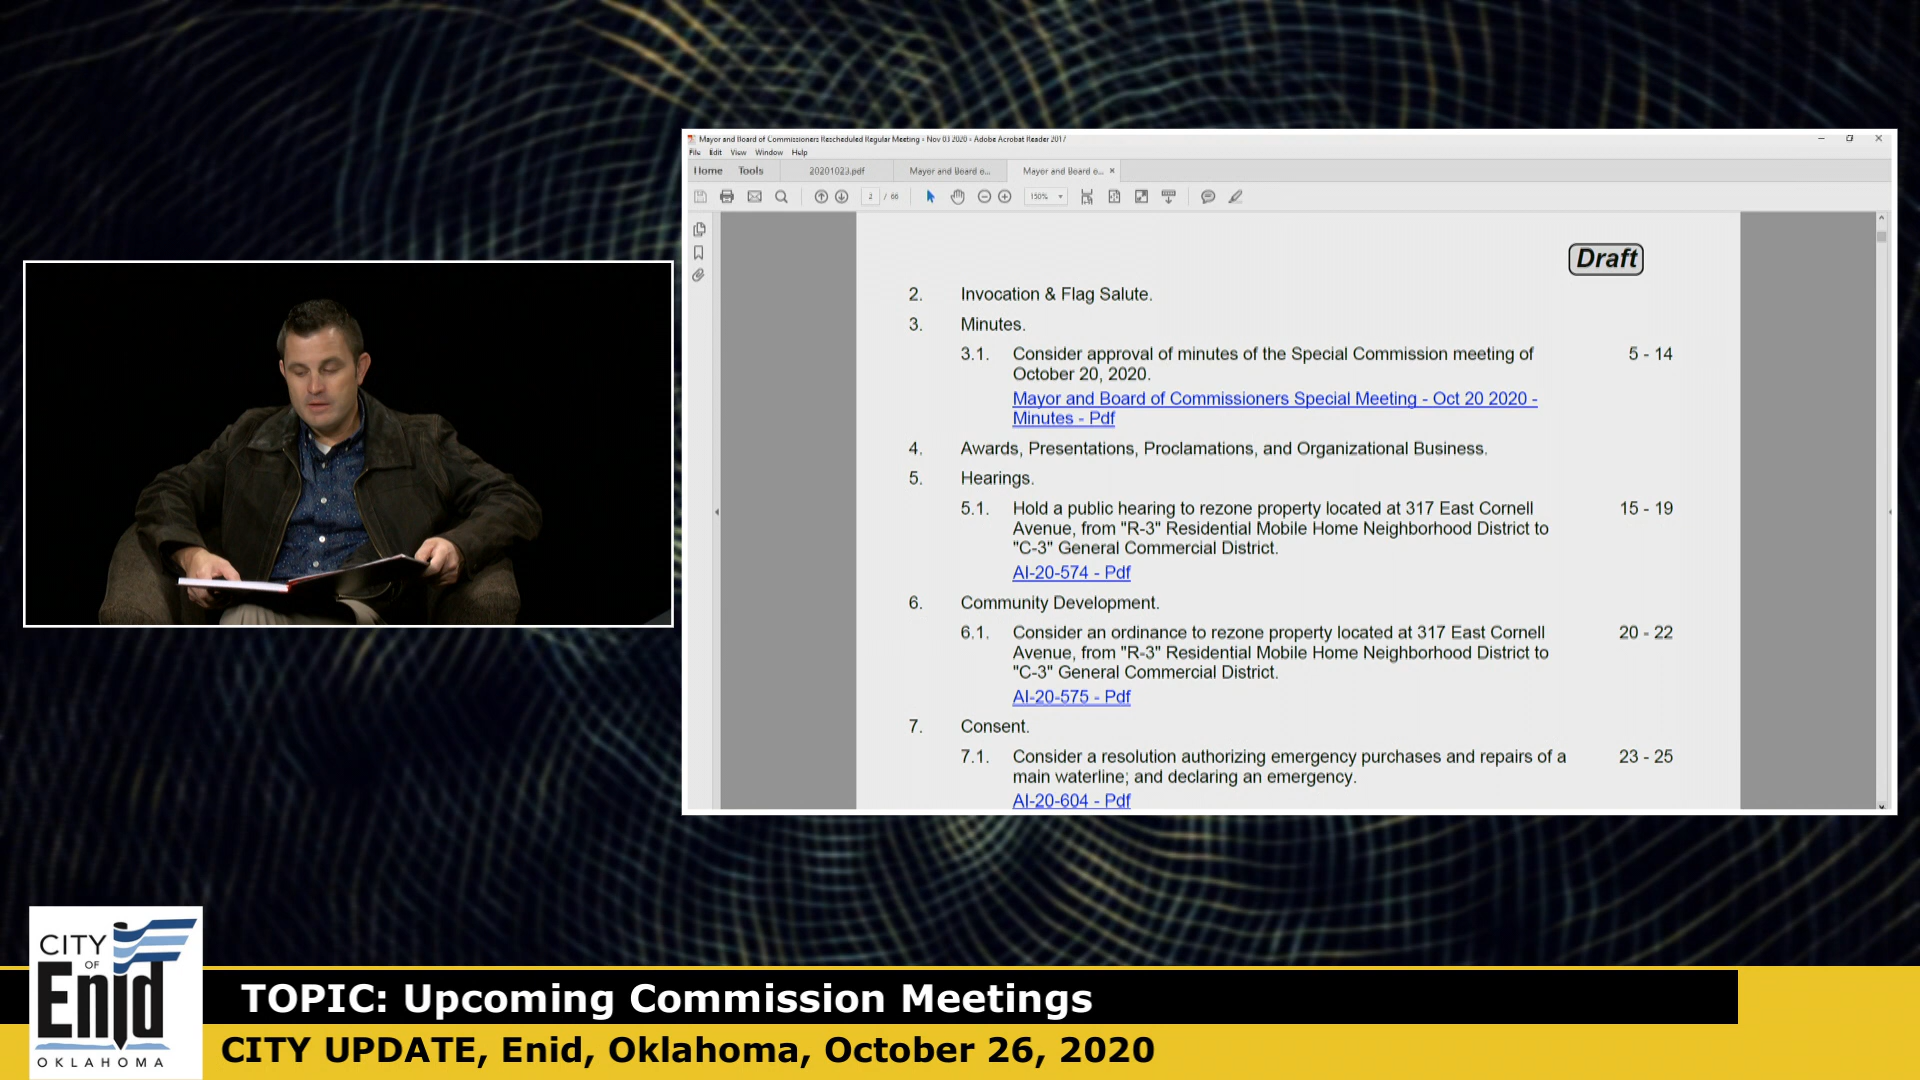 Mayor and Board of Commissioners Rescheduled Regular Meeting - Nov 03 2020 - Adobe Acrobat Reader 2017
File Edit View Window Help
Home Tools 20201023.pdf Mayor and Board o... Mayor and Board o... ×
2 / 66 150%
Draft
2. Invocation & Flag Salute.
3. Minutes.
3.1. Consider approval of minutes of the Special Commission meeting of 5 - 14
October 20, 2020.
Mayor and Board of Commissioners Special Meeting - Oct 20 2020 -
Minutes - Pdf
4. Awards, Presentations, Proclamations, and Organizational Business.
5. Hearings.
5.1. Hold a public hearing to rezone property located at 317 East Cornell 15 - 19
Avenue, from "R-3" Residential Mobile Home Neighborhood District to
"C-3" General Commercial District.
AI-20-574 - Pdf
6. Community Development.
6.1. Consider an ordinance to rezone property located at 317 East Cornell 20 - 22
Avenue, from "R-3" Residential Mobile Home Neighborhood District to
"C-3" General Commercial District.
AI-20-575 - Pdf
7. Consent.
7.1. Consider a resolution authorizing emergency purchases and repairs of a 23 - 25
main waterline; and declaring an emergency.
AI-20-604 - Pdf
CITY
OF
Enid
OKLAHOMA
TOPIC: Upcoming Commission Meetings
CITY UPDATE, Enid, Oklahoma, October 26, 2020